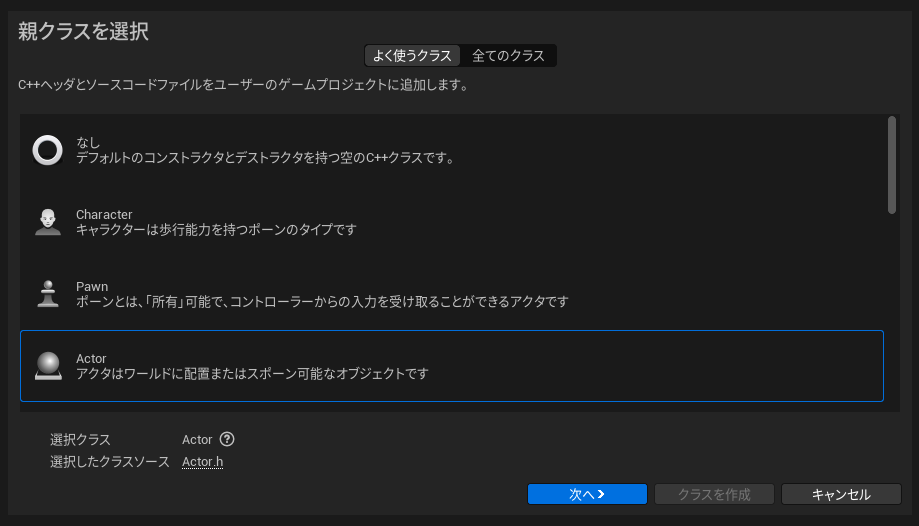 親クラスを選択
よく使うクラス 全てのクラス
C++ヘッダとソースコードファイルをユーザーのゲームプロジェクトに追加します。
なし
デフォルトのコンストラクタとデストラクタを持つ空のC++クラスです。
Character
キャラクターは歩行能力を持つポーンのタイプです
Pawn
ポーンとは、「所有」可能で、コントローラーからの入力を受け取ることができるアクタです
Actor
アクタはワールドに配置またはスポーン可能なオブジェクトです
選択クラス Actor ?
選択したクラスソース Actor.h
次へ クラスを作成 キャンセル